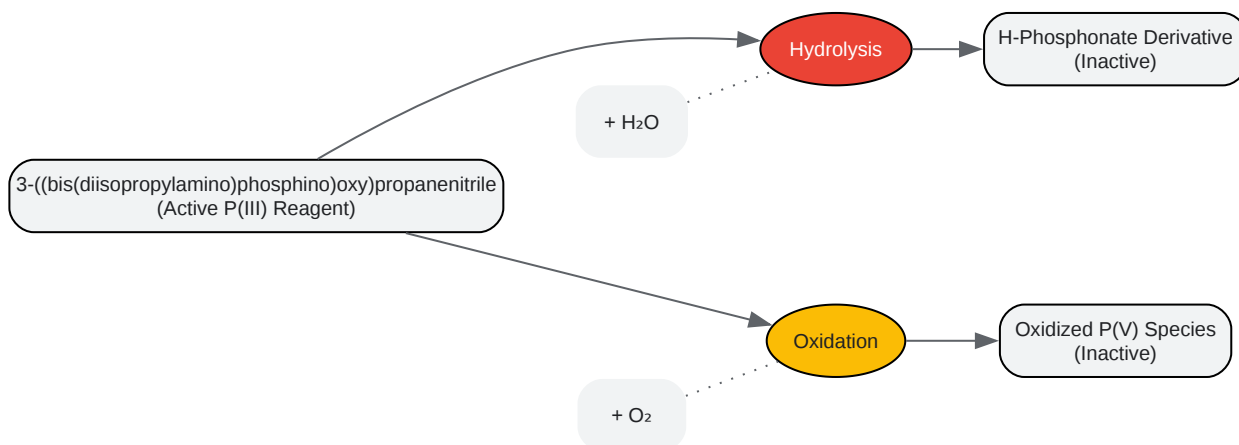 Hydrolysis
H-Phosphonate Derivative
(Inactive)
+ H₂O
3-((bis(diisopropylamino)phosphino)oxy)propanenitrile
(Active P(III) Reagent)
Oxidation
Oxidized P(V) Species
(Inactive)
+ O₂